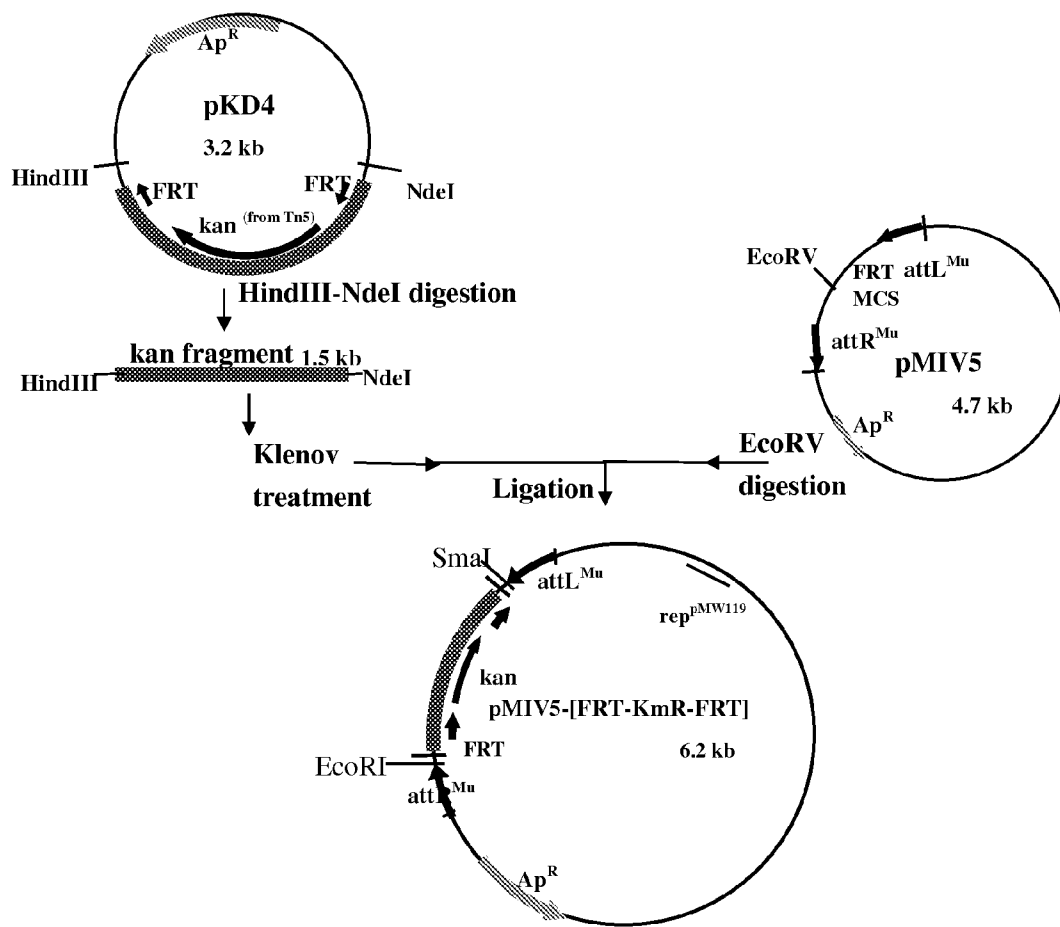 Ap^R
pKD4
3.2 kb
HindIII
NdeI
FRT
FRT
kan (from Tn5)
HindIII-NdeI digestion
kan fragment 1.5 kb
HindIII
NdeI
EcoRV
FRT
MCS
attL^Mu
attR^Mu
pMIV5
4.7 kb
Ap^R
Klenov
treatment
Ligation
EcoRV
digestion
SmaI
attL^Mu
rep^pMW119
kan
pMIV5-[FRT-KmR-FRT]
FRT
6.2 kb
EcoRI
attR^Mu
Ap^R